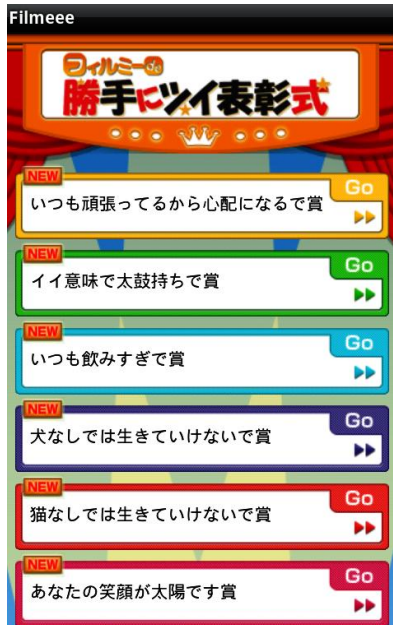 Filmeee
フィルミーの
勝手にツイ表彰式
NEW
Go
いつも頑張ってるから心配になるで賞
NEW
Go
イイ意味で太鼓持ちで賞
NEW
Go
いつも飲みすぎで賞
NEW
Go
犬なしでは生きていけないで賞
NEW
Go
猫なしでは生きていけないで賞
NEW
Go
あなたの笑顔が太陽です賞